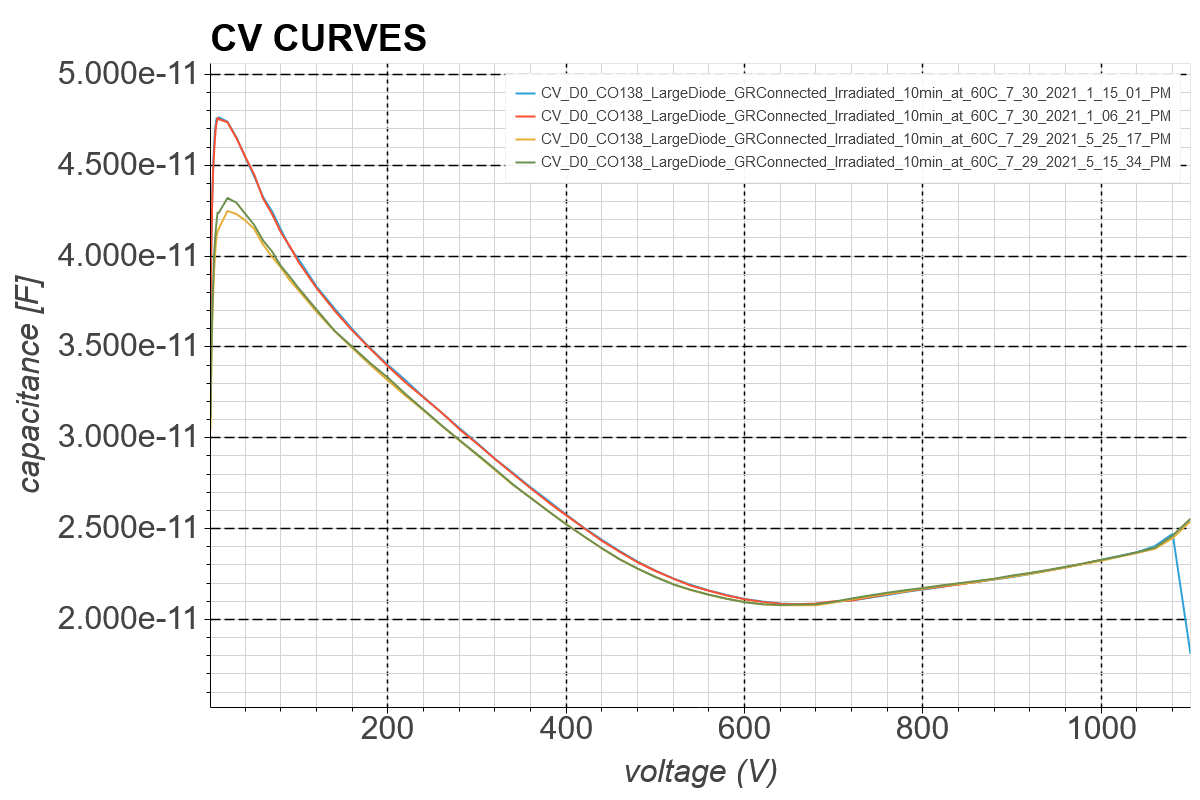 CV CURVES
5.000e-11
4.500e-11
4.000e-11
3.500e-11
3.000e-11
2.500e-11
2.000e-11
capacitance [F]
CV_D0_CO138_LargeDiode_GRConnected_Irradiated_10min_at_60C_7_30_2021_1_15_01_PM
CV_D0_CO138_LargeDiode_GRConnected_Irradiated_10min_at_60C_7_30_2021_1_06_21_PM
CV_D0_CO138_LargeDiode_GRConnected_Irradiated_10min_at_60C_7_29_2021_5_25_17_PM
CV_D0_CO138_LargeDiode_GRConnected_Irradiated_10min_at_60C_7_29_2021_5_15_34_PM
200 400 600 800 1000
voltage (V)